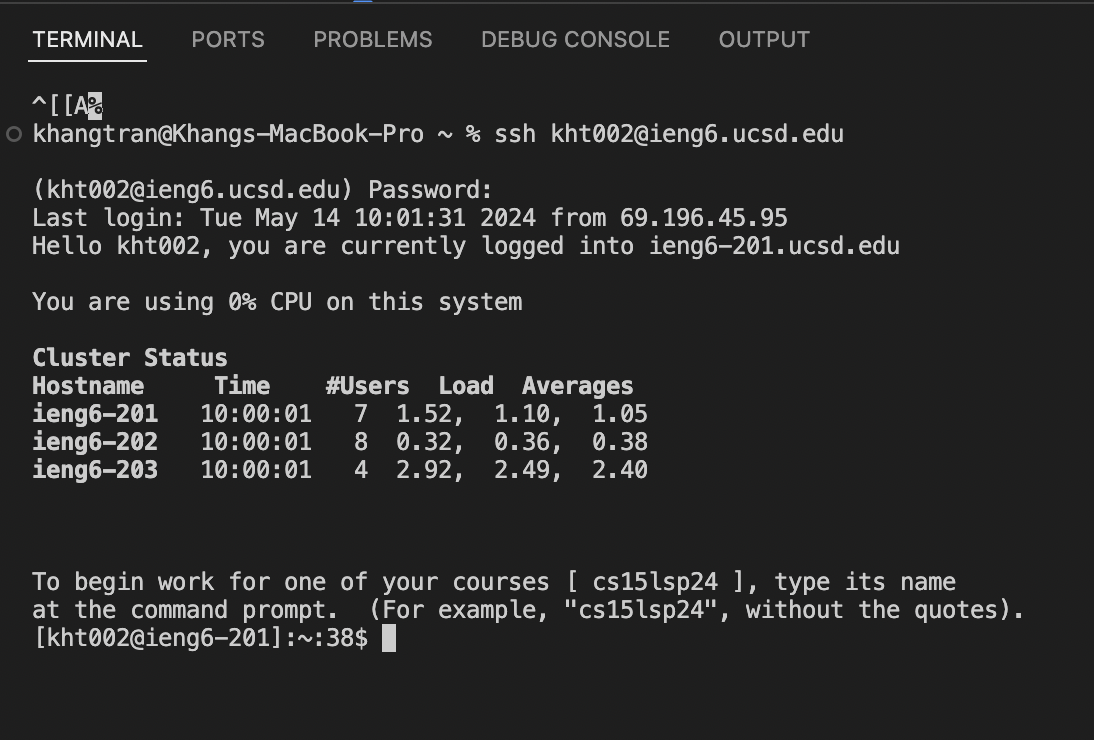 TERMINAL PORTS PROBLEMS DEBUG CONSOLE OUTPUT
^[[A%
khangtran@Khangs-MacBook-Pro ~ % ssh kht002@ieng6.ucsd.edu
(kht002@ieng6.ucsd.edu) Password:
Last login: Tue May 14 10:01:31 2024 from 69.196.45.95
Hello kht002, you are currently logged into ieng6-201.ucsd.edu
You are using 0% CPU on this system
Cluster Status
Hostname     Time    #Users  Load  Averages
ieng6-201   10:00:01   7  1.52,  1.10,  1.05
ieng6-202   10:00:01   8  0.32,  0.36,  0.38
ieng6-203   10:00:01   4  2.92,  2.49,  2.40
To begin work for one of your courses [ cs15lsp24 ], type its name
at the command prompt.  (For example, "cs15lsp24", without the quotes).
[kht002@ieng6-201]:~:38$